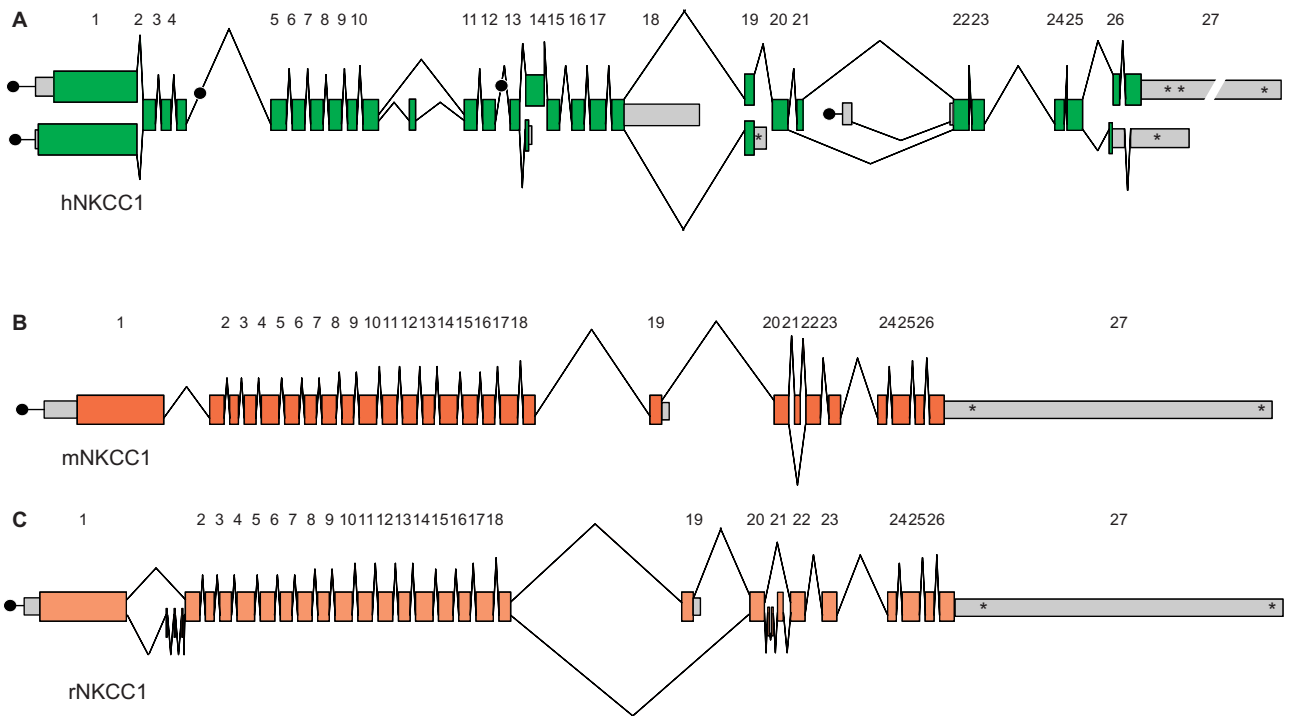 A 1 2 3 4 5 6 7 8 9 10 11 12 13 14 15 16 17 18 19 20 21 22 23 24 25 26 27
* * *
* *
hNKCC1
B 1 2 3 4 5 6 7 8 9 10 11 12 13 14 15 16 17 18 19 20 21 22 23 24 25 26 27
* *
mNKCC1
C 1 2 3 4 5 6 7 8 9 10 11 12 13 14 15 16 17 18 19 20 21 22 23 24 25 26 27
* *
rNKCC1